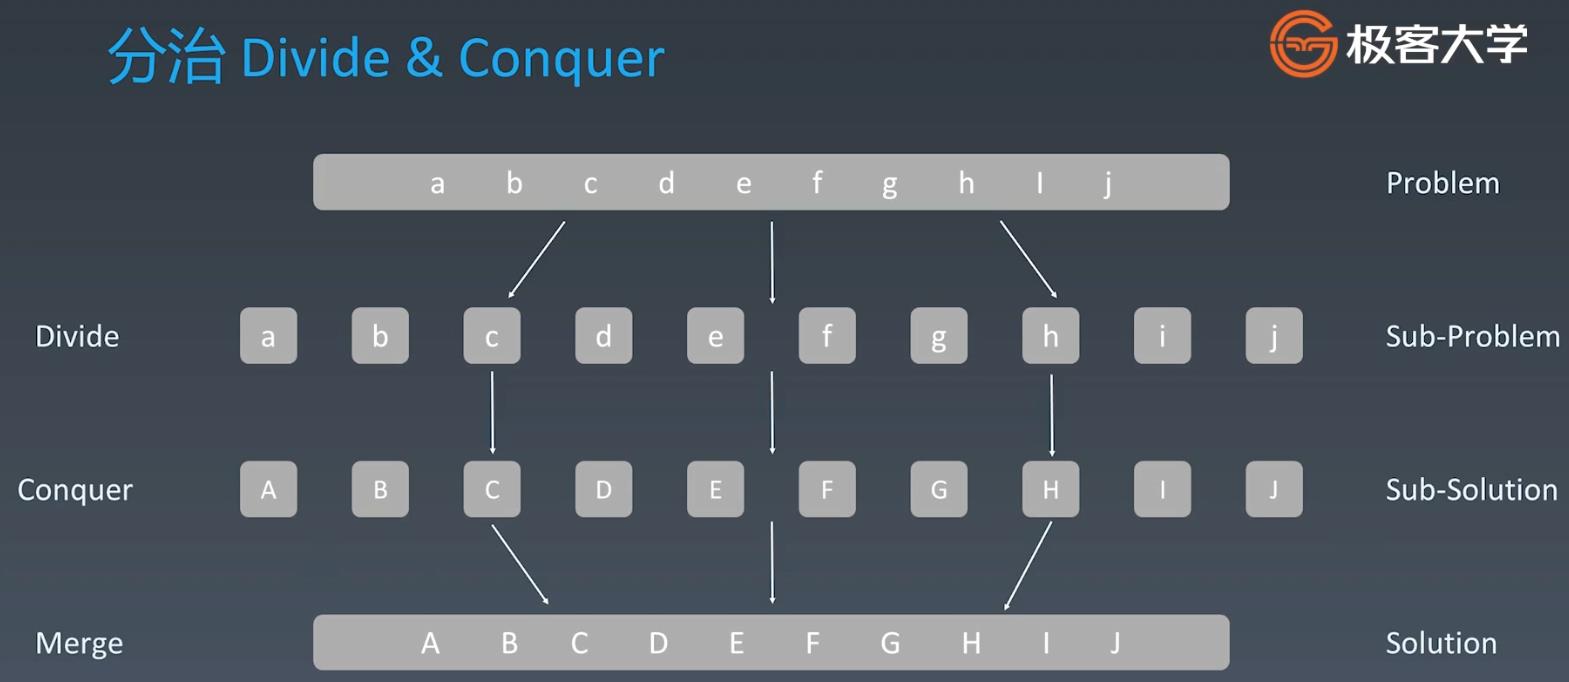 分治 Divide & Conquer
极客大学
a b c d e f g h I j
Problem
Divide
a b c d e f g h i j
Sub-Problem
Conquer
A B C D E F G H I J
Sub-Solution
Merge
A B C D E F G H I J
Solution